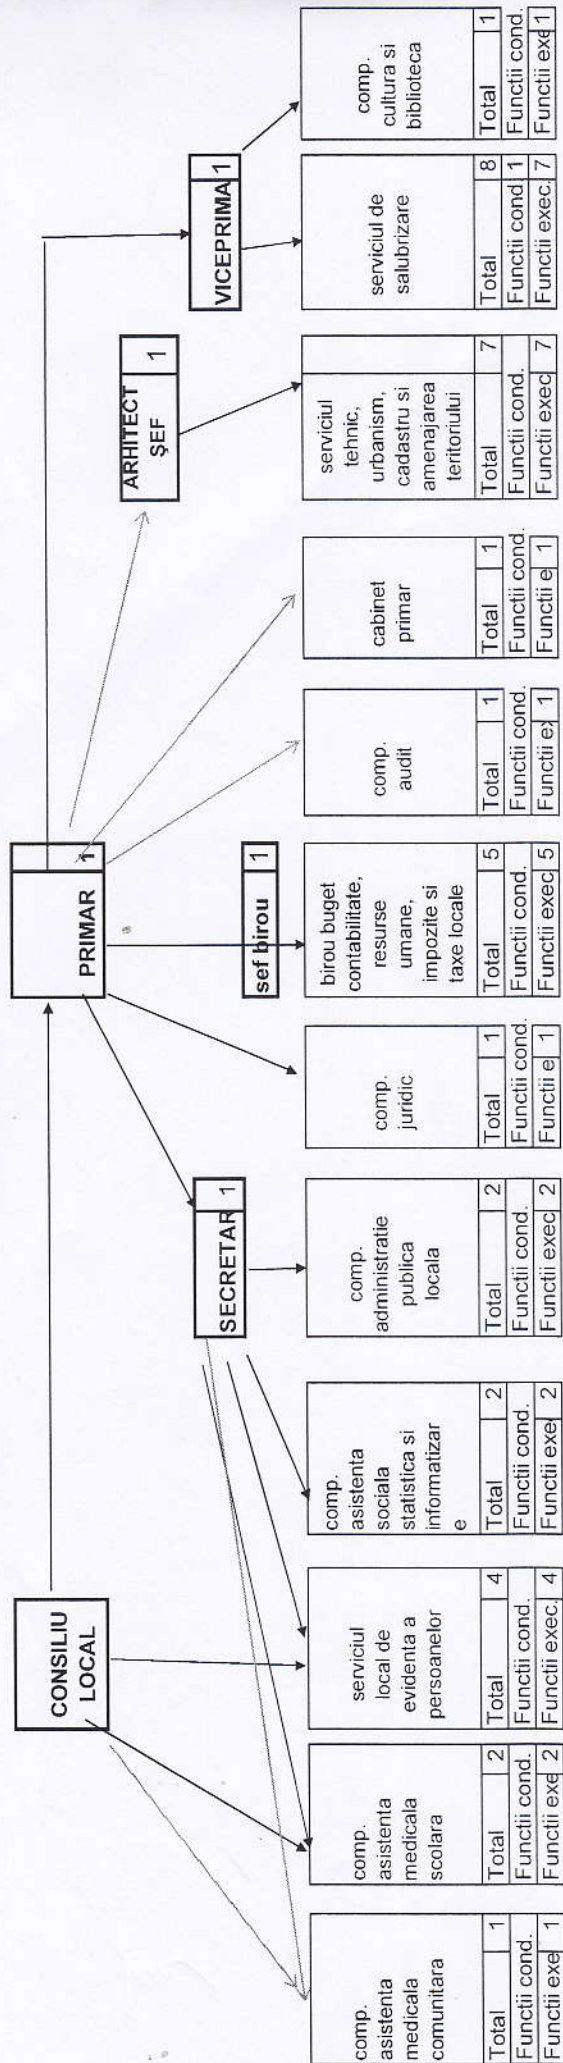 CONSILIU
LOCAL
PRIMAR 1
ARHITECT
ŞEF 1
SECRETAR 1
sef birou 1
VICEPRIMA 1
comp.
asistenta
medicala
comunitara
Total 1
Functii cond.
Functii exe 1
comp.
asistenta
medicala
scolara
Total 2
Functii cond.
Functii exe 2
serviciul
local de
evidenta a
persoanelor
Total 4
Functii cond.
Functii exec. 4
comp.
asistenta
sociala
statistica si
informatizar
e
Total 2
Functii cond.
Functii exe 2
comp.
administratie
publica
locala
Total 2
Functii cond.
Functii exec 2
comp.
juridic
Total 1
Functii cond.
Functii e 1
birou buget
contabilitate,
resurse
umane,
impozite si
taxe locale
Total 5
Functii cond.
Functii exec 5
comp.
audit
Total 1
Functii cond.
Functii ex 1
cabinet
primar
Total 1
Functii cond.
Functii e 1
serviciul
tehnic,
urbanism,
cadastru si
amenajarea
teritoriului
Total 7
Functii cond.
Functii exec 7
serviciul de
salubrizare
Total 8
Functii cond 1
Functii exec. 7
comp.
cultura si
biblioteca
Total 1
Functii cond.
Functii exe 1